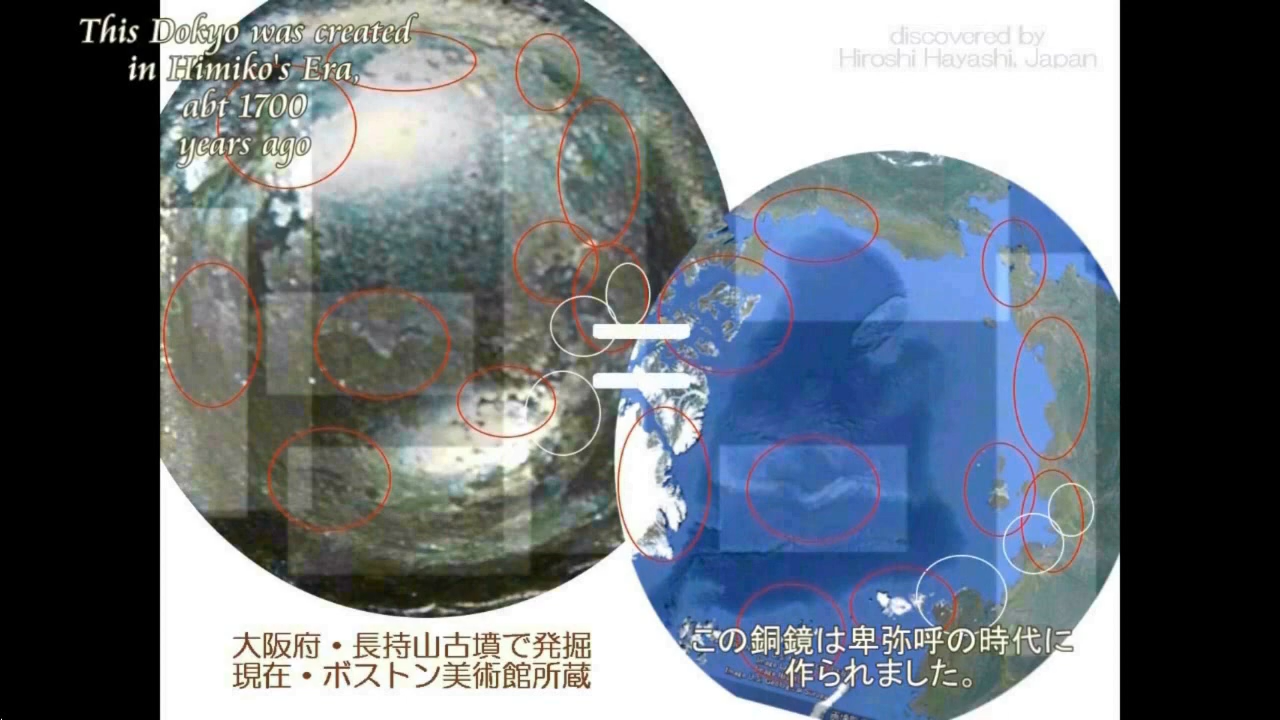 This Dokyo was created
in Himiko's Era,
abt 1700
years ago
discovered by
Hiroshi Hayashi, Japan
大阪府・長持山古墳で発掘
現在・ボストン美術館所蔵
この銅鏡は卑弥呼の時代に
作られました。